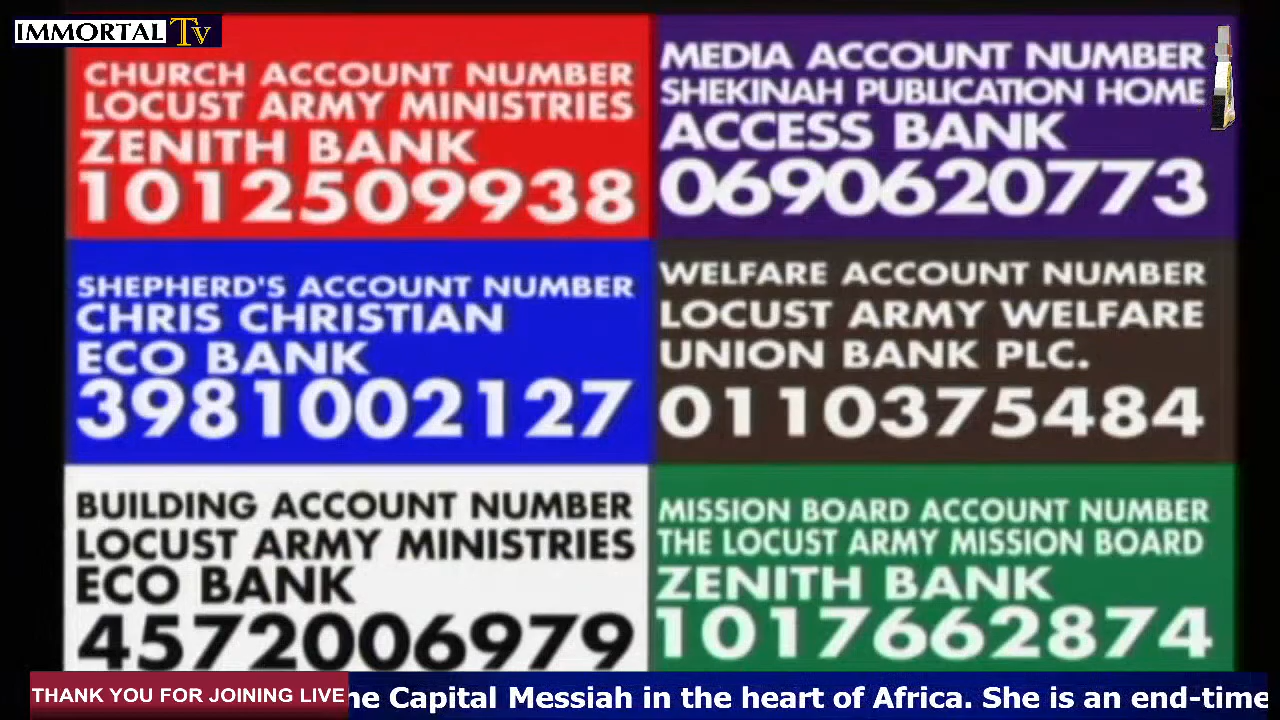 IMMORTAL Tv
CHURCH ACCOUNT NUMBER
LOCUST ARMY MINISTRIES
ZENITH BANK
1012509938
MEDIA ACCOUNT NUMBER
SHEKINAH PUBLICATION HOME
ACCESS BANK
0690620773
SHEPHERD'S ACCOUNT NUMBER
CHRIS CHRISTIAN
ECO BANK
3981002127
WELFARE ACCOUNT NUMBER
LOCUST ARMY WELFARE
UNION BANK PLC.
0110375484
BUILDING ACCOUNT NUMBER
LOCUST ARMY MINISTRIES
ECO BANK
4572006979
MISSION BOARD ACCOUNT NUMBER
THE LOCUST ARMY MISSION BOARD
ZENITH BANK
1017662874
THANK YOU FOR JOINING LIVE
he Capital Messiah in the heart of Africa. She is an end-time